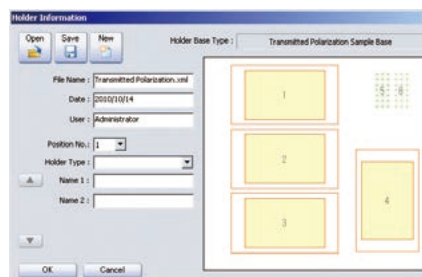 Holder Information
Open Save New
Holder Base Type : Transmitted Polarization Sample Base
File Name : Transmitted Polarization.xml
Date : 2010/10/14
User : Administrator
Position No.: 1
Holder Type :
Name 1 :
Name 2 :
OK Cancel
1
2
3
4
5 6